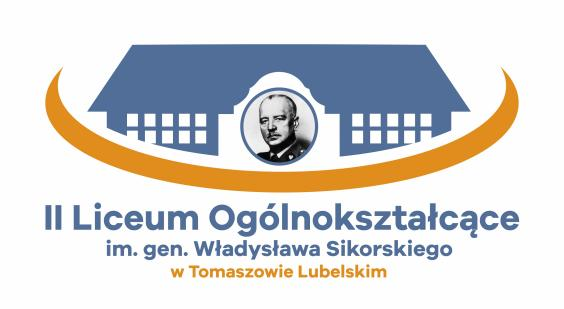 II Liceum Ogólnokształcące
im. gen. Władysława Sikorskiego
w Tomaszowie Lubelskim